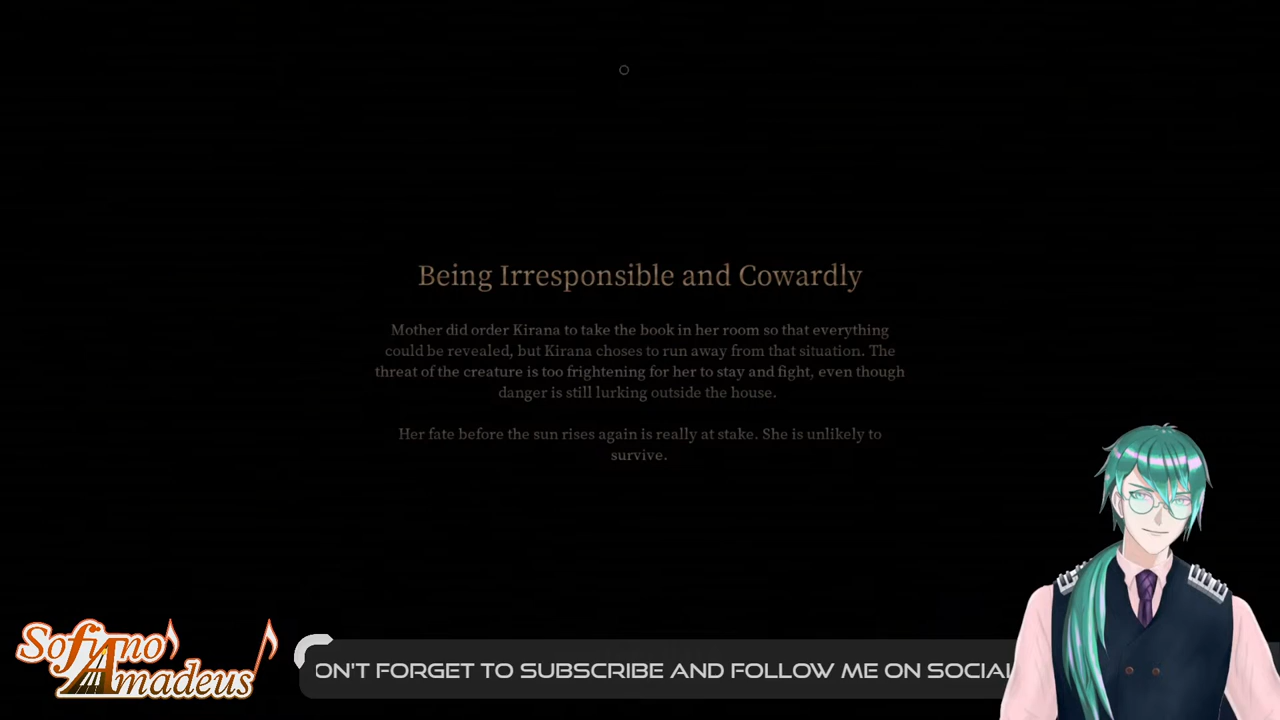 Being Irresponsible and Cowardly
Mother did order Kirana to take the book in her room so that everything
could be revealed, but Kirana choses to run away from that situation. The
threat of the creature is too frightening for her to stay and fight, even though
danger is still lurking outside the house.
Her fate before the sun rises again is really at stake. She is unlikely to
survive.
Sofiano
Amadeus
ON'T FORGET TO SUBSCRIBE AND FOLLOW ME ON SOCIAL